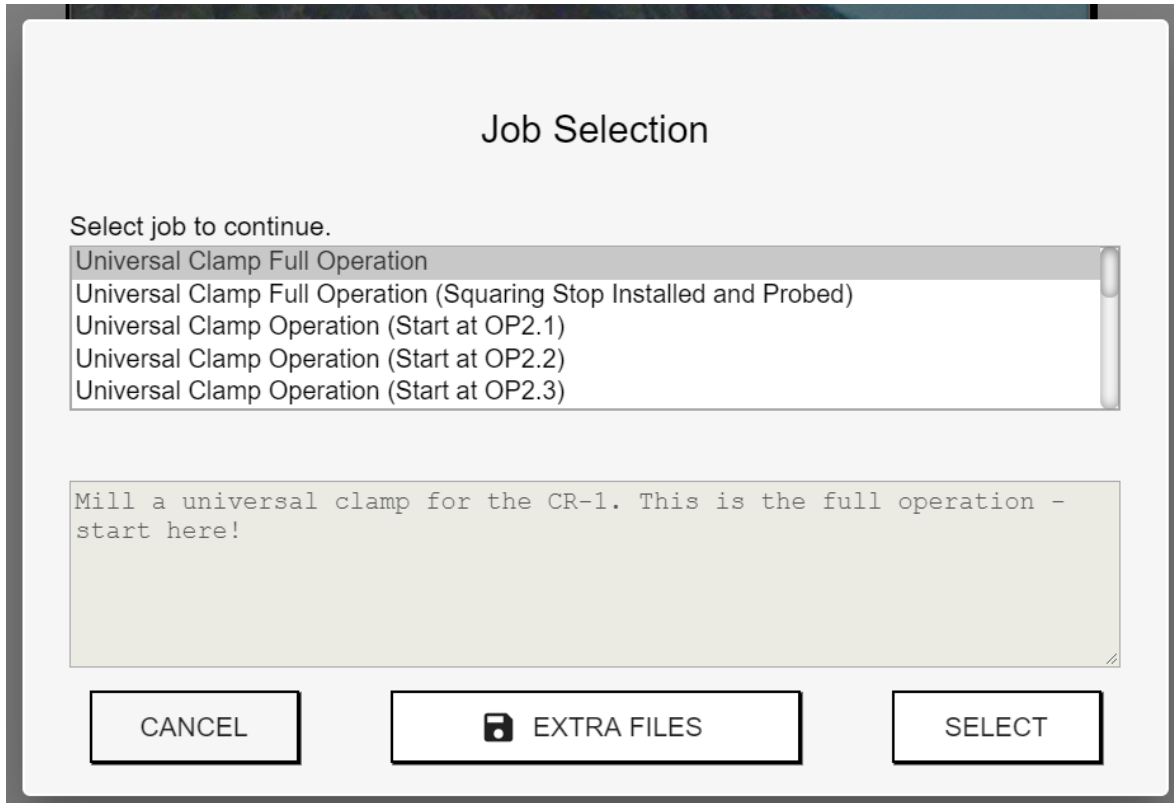 Job Selection
Select job to continue.
Universal Clamp Full Operation
Universal Clamp Full Operation (Squaring Stop Installed and Probed)
Universal Clamp Operation (Start at OP2.1)
Universal Clamp Operation (Start at OP2.2)
Universal Clamp Operation (Start at OP2.3)
Mill a universal clamp for the CR-1. This is the full operation -
start here!
CANCEL
EXTRA FILES
SELECT